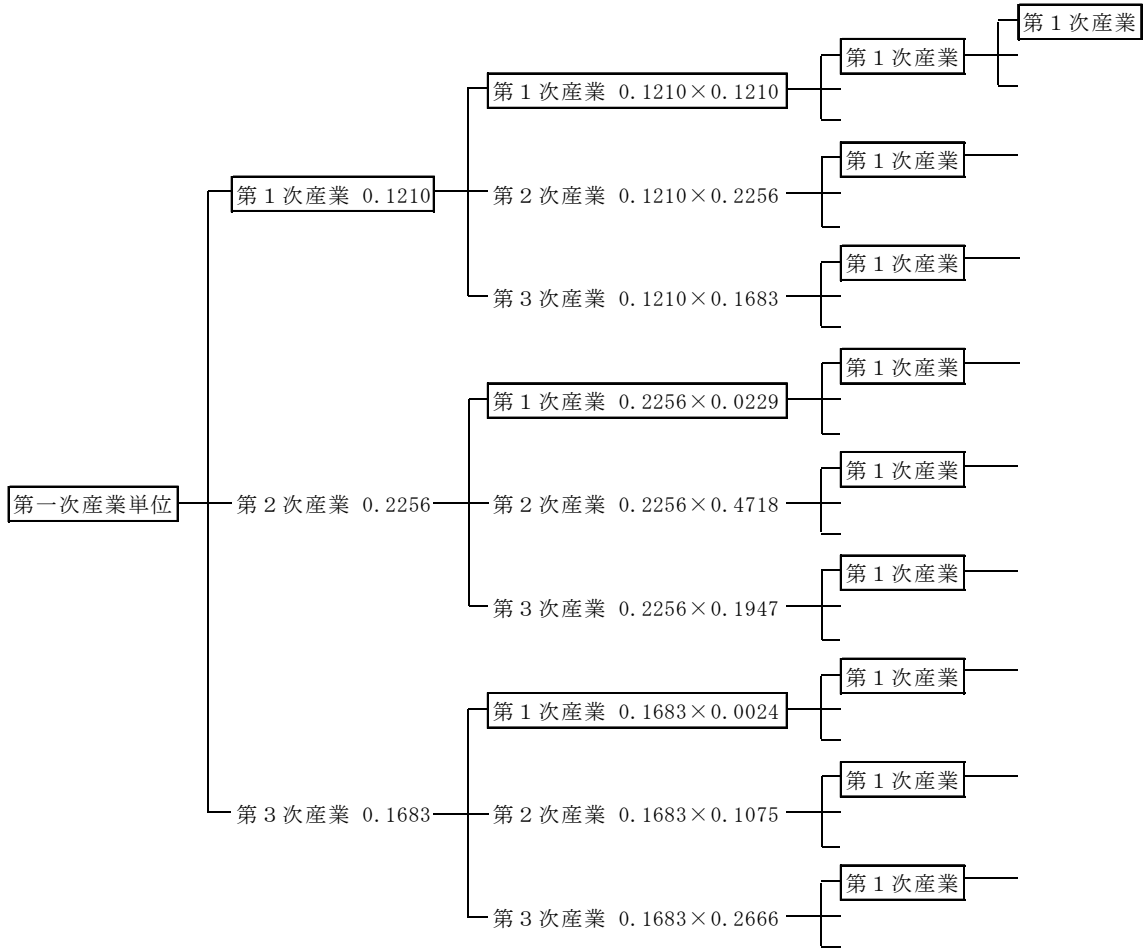 第１次産業
第１次産業
第１次産業 0.1210×0.1210
第１次産業
第１次産業 0.1210
第２次産業 0.1210×0.2256
第１次産業
第３次産業 0.1210×0.1683
第１次産業
第１次産業 0.2256×0.0229
第１次産業
第一次産業単位
第２次産業 0.2256
第２次産業 0.2256×0.4718
第１次産業
第３次産業 0.2256×0.1947
第１次産業
第１次産業 0.1683×0.0024
第１次産業
第３次産業 0.1683
第２次産業 0.1683×0.1075
第１次産業
第３次産業 0.1683×0.2666